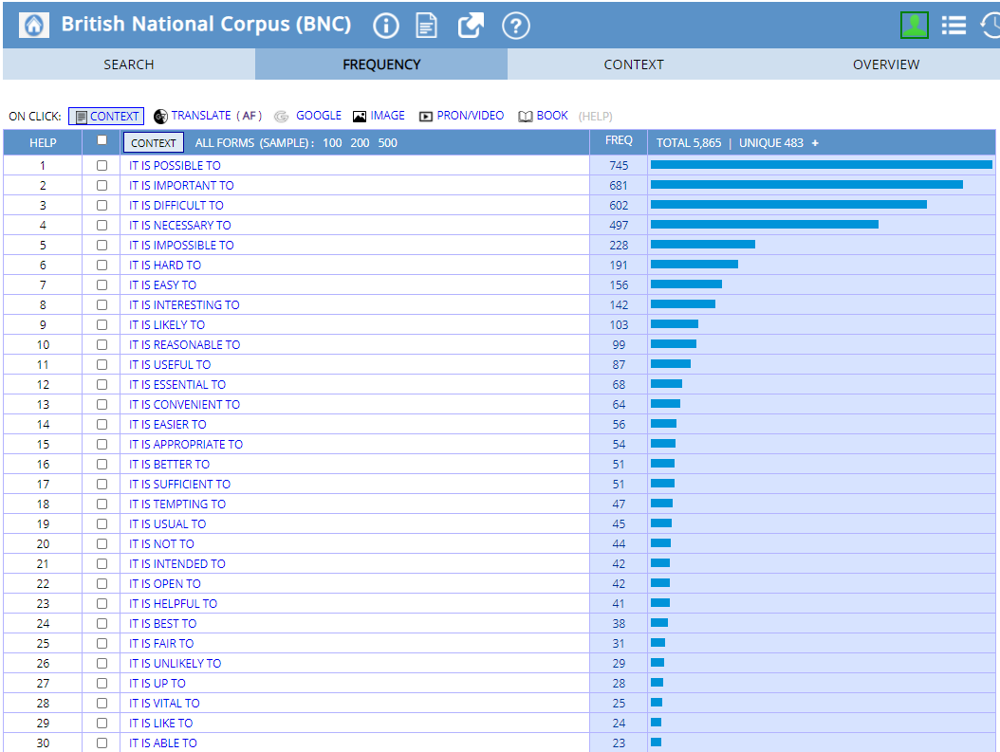 British National Corpus (BNC)
SEARCH FREQUENCY CONTEXT OVERVIEW
ON CLICK: CONTEXT TRANSLATE (AF) GOOGLE IMAGE PRON/VIDEO BOOK (HELP)
HELP CONTEXT ALL FORMS (SAMPLE): 100 200 500 FREQ TOTAL 5,865 | UNIQUE 483 +
1 IT IS POSSIBLE TO 745
2 IT IS IMPORTANT TO 681
3 IT IS DIFFICULT TO 602
4 IT IS NECESSARY TO 497
5 IT IS IMPOSSIBLE TO 228
6 IT IS HARD TO 191
7 IT IS EASY TO 156
8 IT IS INTERESTING TO 142
9 IT IS LIKELY TO 103
10 IT IS REASONABLE TO 99
11 IT IS USEFUL TO 87
12 IT IS ESSENTIAL TO 68
13 IT IS CONVENIENT TO 64
14 IT IS EASIER TO 56
15 IT IS APPROPRIATE TO 54
16 IT IS BETTER TO 51
17 IT IS SUFFICIENT TO 51
18 IT IS TEMPTING TO 47
19 IT IS USUAL TO 45
20 IT IS NOT TO 44
21 IT IS INTENDED TO 42
22 IT IS OPEN TO 42
23 IT IS HELPFUL TO 41
24 IT IS BEST TO 38
25 IT IS FAIR TO 31
26 IT IS UNLIKELY TO 29
27 IT IS UP TO 28
28 IT IS VITAL TO 25
29 IT IS LIKE TO 24
30 IT IS ABLE TO 23